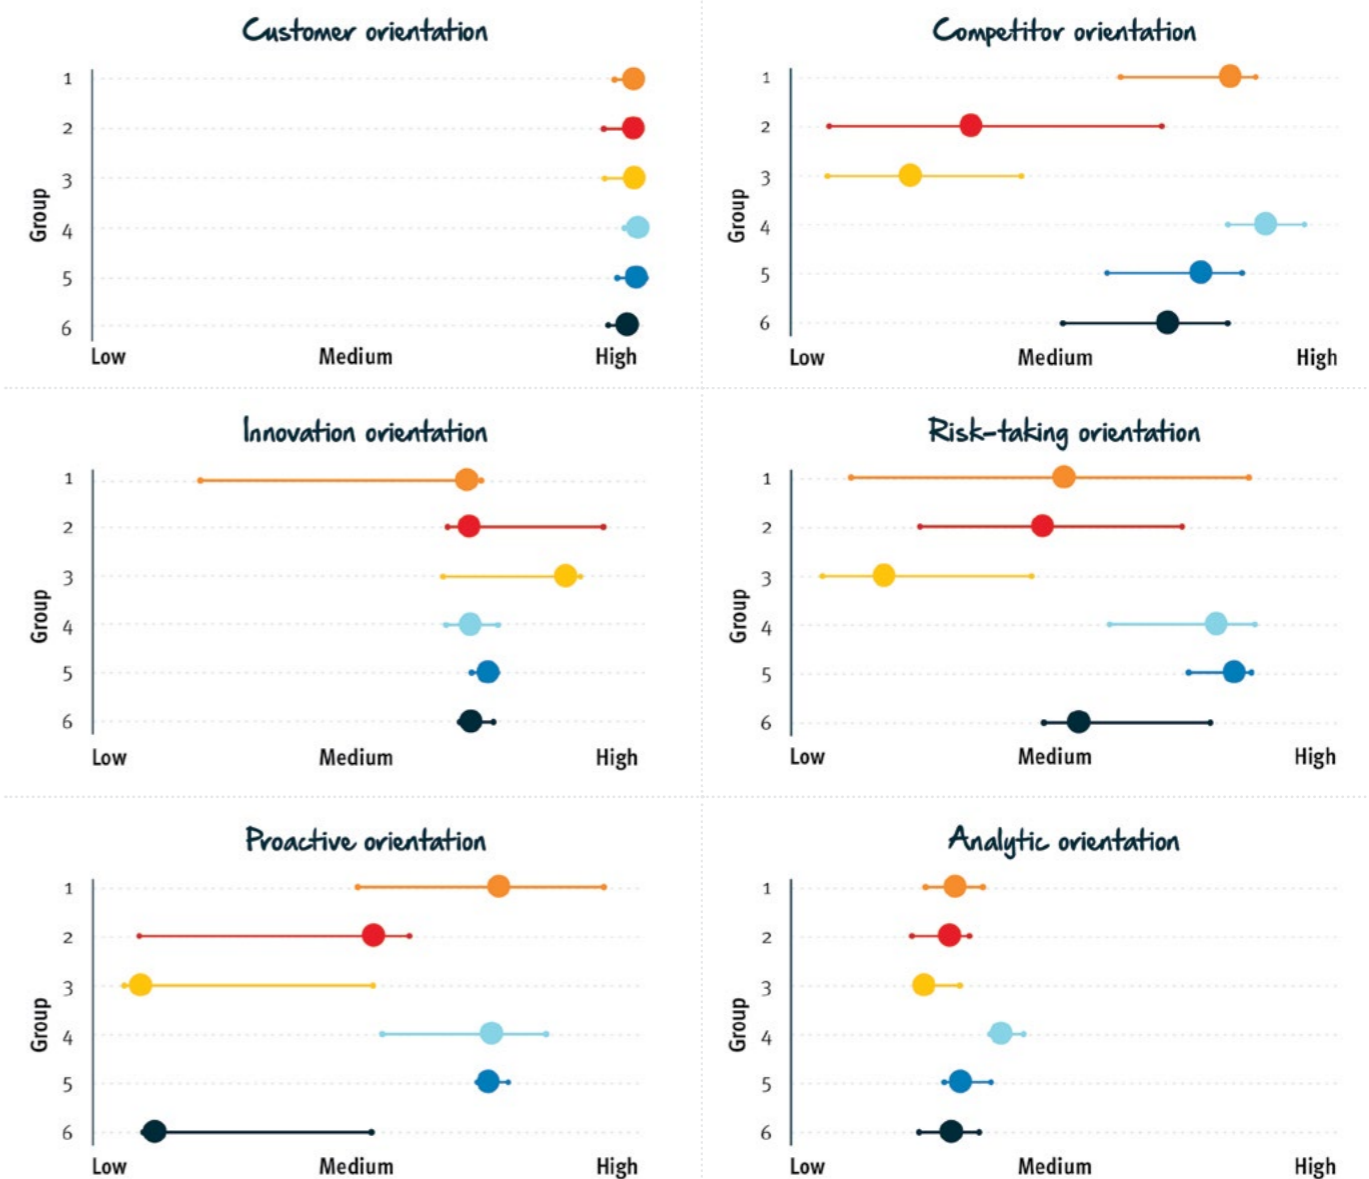 Customer orientation
Group
1
2
3
4
5
6
Low Medium High
Competitor orientation
Group
1
2
3
4
5
6
Low Medium High
Innovation orientation
Group
1
2
3
4
5
6
Low Medium High
Risk-taking orientation
Group
1
2
3
4
5
6
Low Medium High
Proactive orientation
Group
1
2
3
4
5
6
Low Medium High
Analytic orientation
Group
1
2
3
4
5
6
Low Medium High